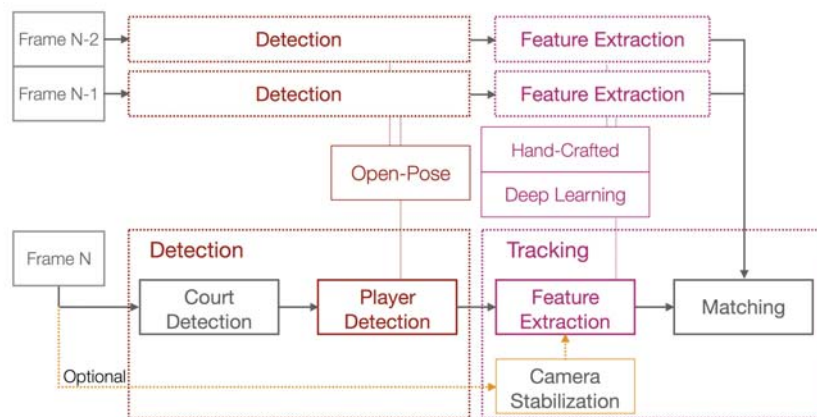 Frame N-2
Detection
Feature Extraction
Frame N-1
Detection
Feature Extraction
Open-Pose
Hand-Crafted
Deep Learning
Frame N
Detection
Tracking
Court
Detection
Player
Detection
Feature
Extraction
Matching
Optional
Camera
Stabilization